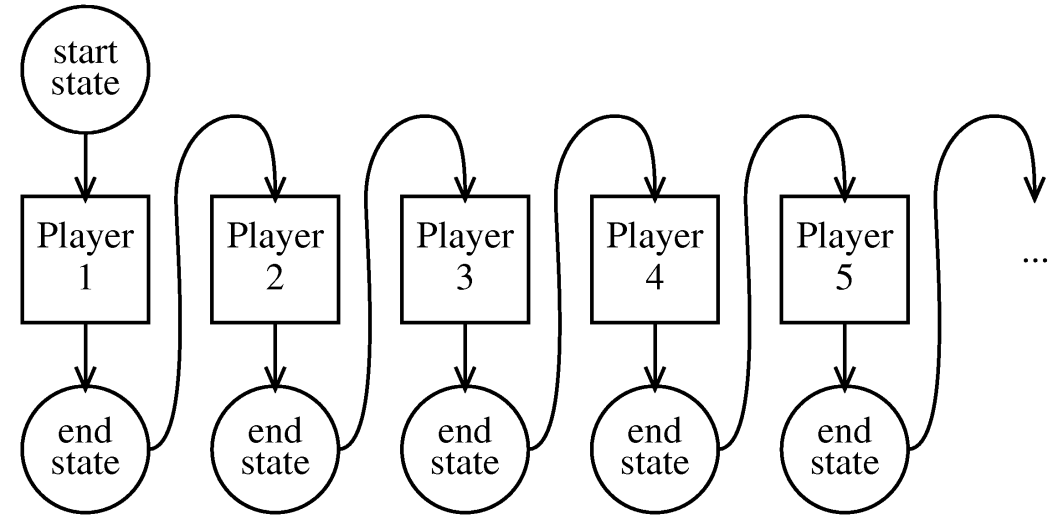 start
state
Player
1
Player
2
Player
3
Player
4
Player
5
...
end
state
end
state
end
state
end
state
end
state